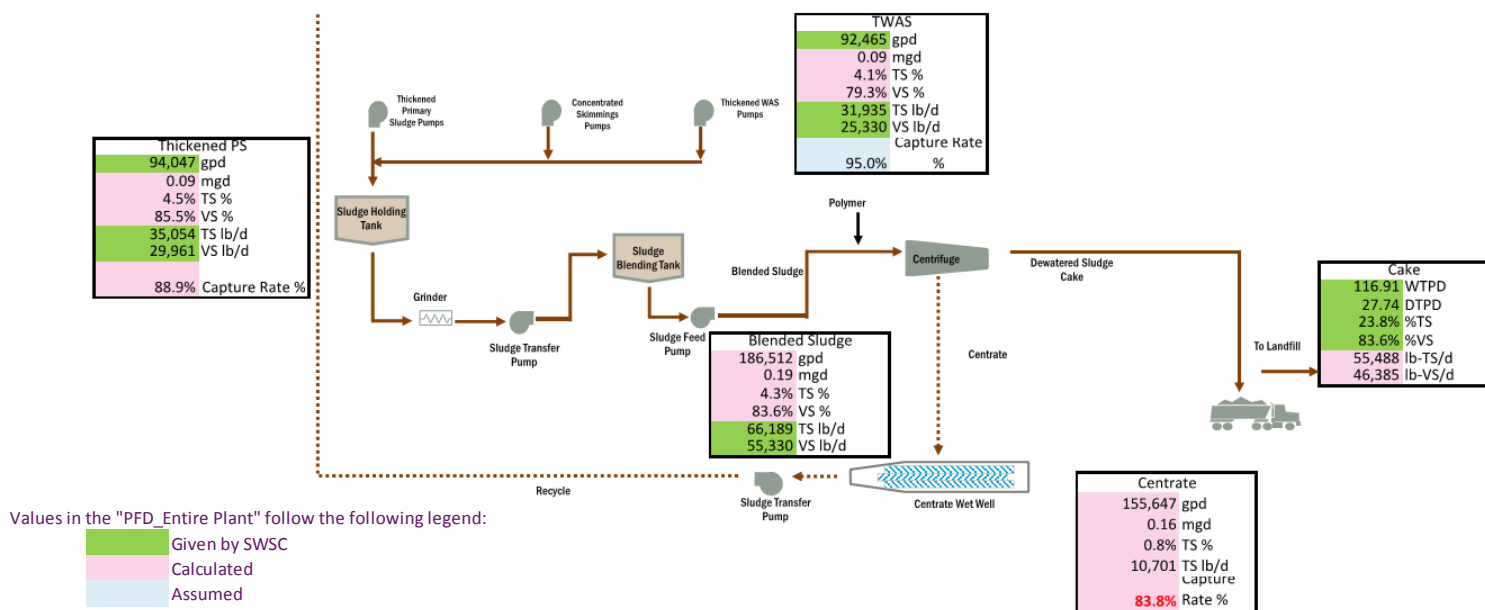 TWAS
92,465 gpd
0.09 mgd
4.1% TS %
79.3% VS %
31,935 TS lb/d
25,330 VS lb/d
Capture Rate
95.0% %
Thickened
Primary
Sludge Pumps
Concentrated
Skimmings
Pumps
Thickened WAS
Pumps
Thickened PS
94,047 gpd
0.09 mgd
4.5% TS %
85.5% VS %
35,054 TS lb/d
29,961 VS lb/d
88.9% Capture Rate %
Sludge Holding
Tank
Grinder
Sludge Transfer
Pump
Sludge
Blending Tank
Sludge Feed
Pump
Blended Sludge
Polymer
Centrifuge
Dewatered Sludge
Cake
Centrate
To Landfill
Cake
116.91 WTPD
27.74 DTPD
23.8% %TS
83.6% %VS
55,488 lb-TS/d
46,385 lb-VS/d
Blended Sludge
186,512 gpd
0.19 mgd
4.3% TS %
83.6% VS %
66,189 TS lb/d
55,330 VS lb/d
Recycle
Sludge Transfer
Pump
Centrate Wet Well
Centrate
155,647 gpd
0.16 mgd
0.8% TS %
10,701 TS lb/d
Capture
83.8% Rate %
Values in the "PFD_Entire Plant" follow the following legend:
Given by SWSC
Calculated
Assumed